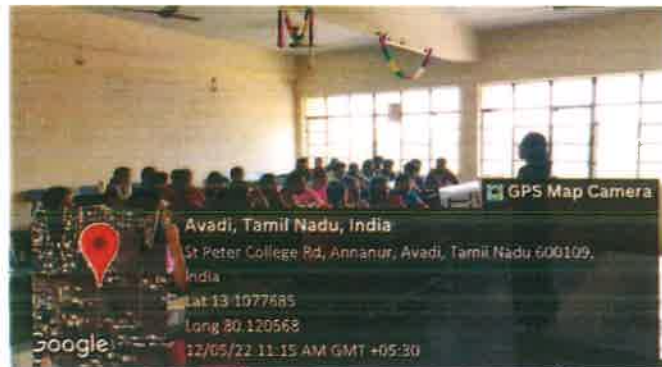 GPS Map Camera
Avadi, Tamil Nadu, India
St Peter College Rd, Annanur, Avadi, Tamil Nadu 600109,
India
Lat 13.1077685
Long 80.120568
12/05/22 11:15 AM GMT +05:30
Google